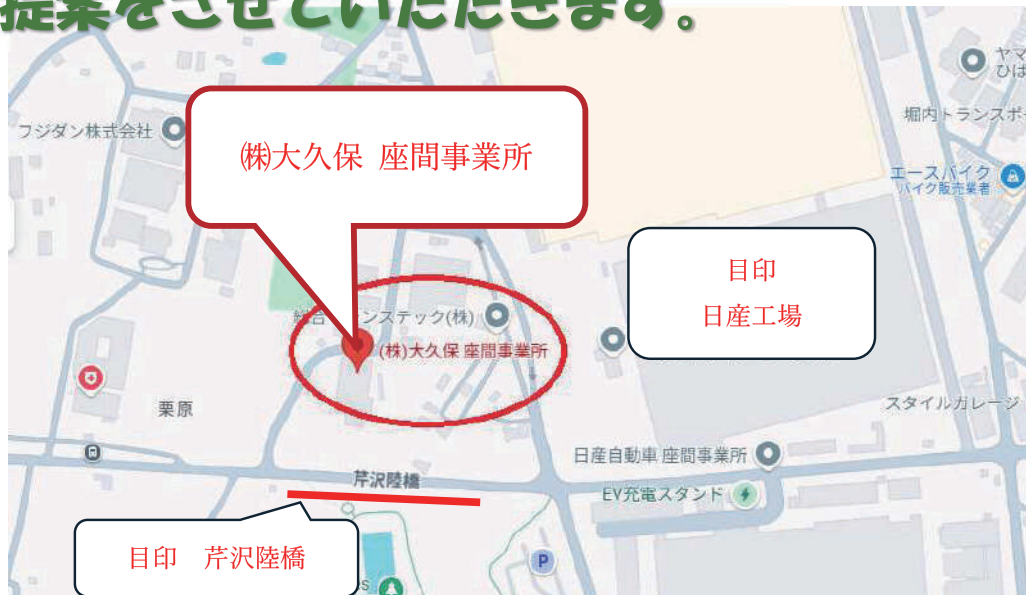 提案をさせていただきます。
フジダン株式会社
㈱大久保 座間事業所
堀内トランスポ
エースバイク
バイク販売業者
目印
日産工場
ンステック(株)
(株)大久保 座間事業所
栗原
スタイルガレージ
日産自動車 座間事業所
芹沢陸橋
EV充電スタンド
目印 芹沢陸橋
P